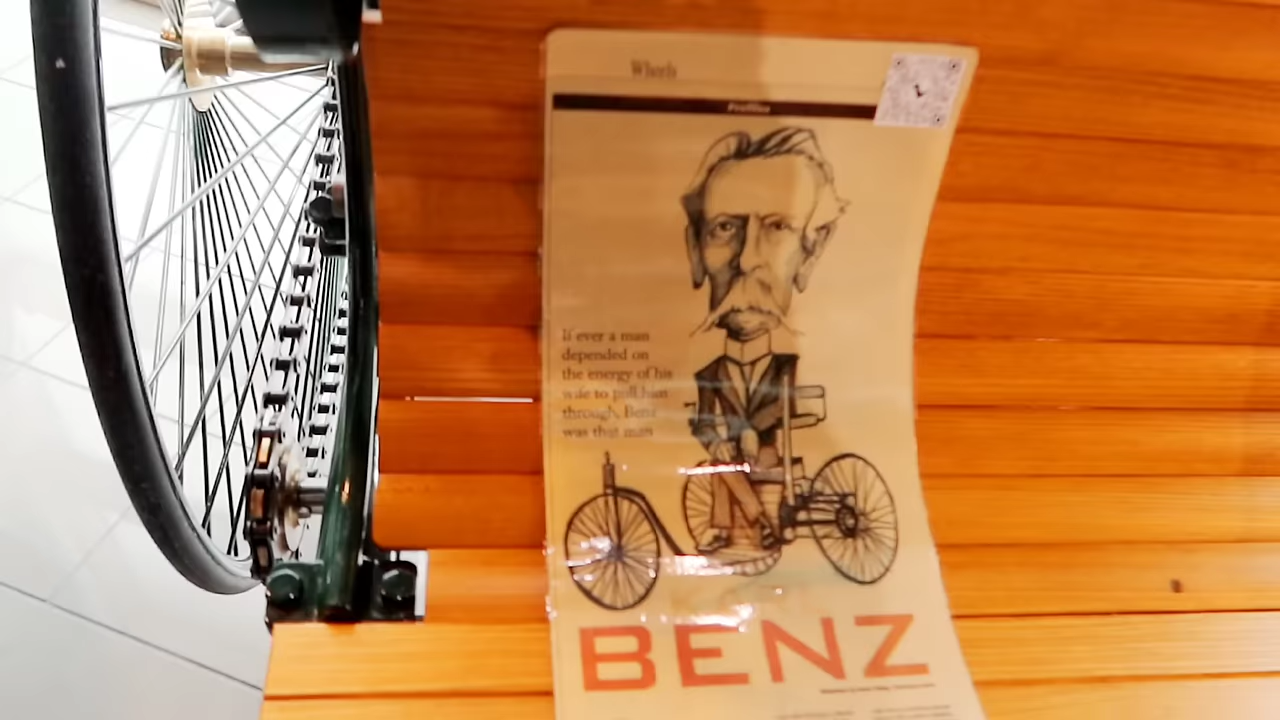 Wheels
Profiles
If ever a man
depended on
the energy of his
wife to pull him
through, Benz
was that man
BENZ